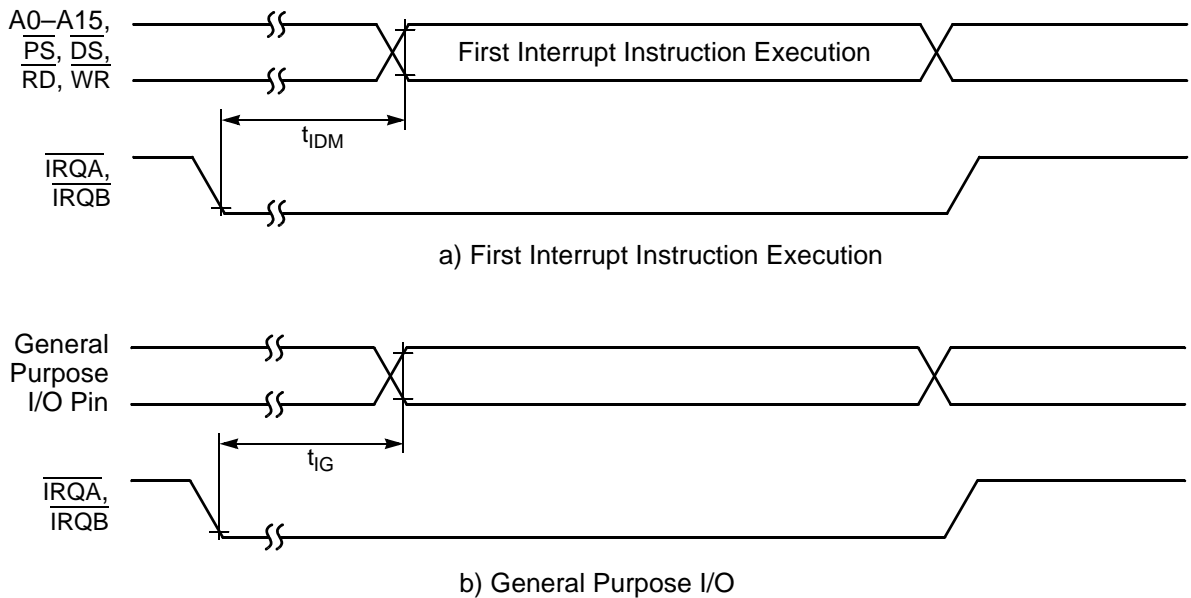 A0–A15,
PS, DS,
RD, WR
First Interrupt Instruction Execution
tIDM
IRQA,
IRQB
a) First Interrupt Instruction Execution
General
Purpose
I/O Pin
tIG
IRQA,
IRQB
b) General Purpose I/O